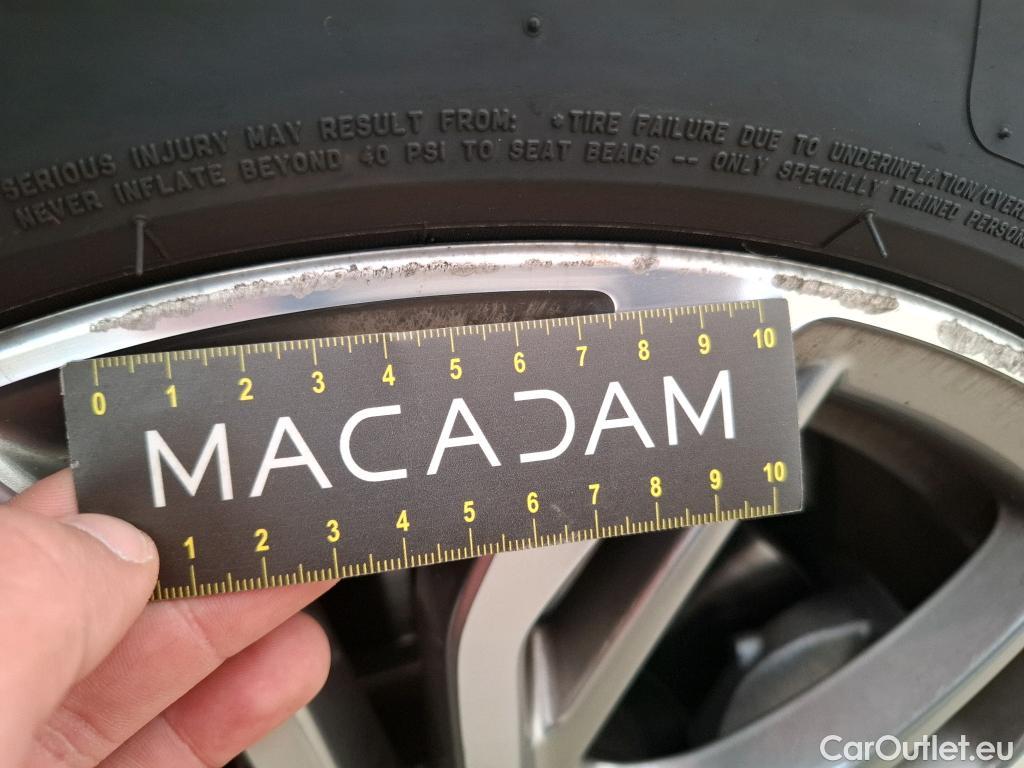 SERIOUS INJURY MAY RESULT FROM: •TIRE FAILURE DUE TO UNDERINFLATION/OVER
NEVER INFLATE BEYOND 40 PSI TO SEAT BEADS -- ONLY SPECIALLY TRAINED PERSON
0 1 2 3 4 5 6 7 8 9 10
MACADAM
1 2 3 4 5 6 7 8 9 10
CarOutlet.eu